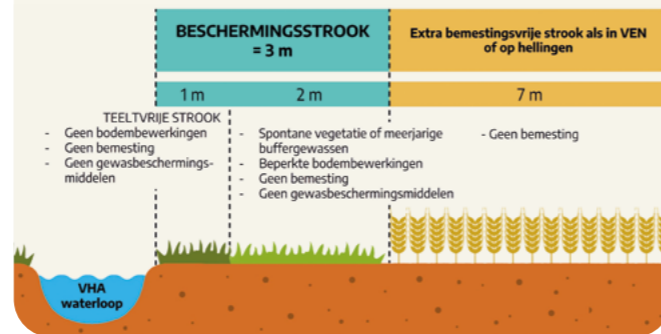 BESCHERMINGSSTROOK
= 3 m
Extra bemestingsvrije strook als in VEN
of op hellingen
1 m
2 m
7 m
TEELTVRIJE STROOK
- Geen bodembewerkingen
- Geen bemesting
- Geen gewasbeschermings-
middelen
- Spontane vegetatie of meerjarige
buffergewassen
- Beperkte bodembewerkingen
- Geen bemesting
- Geen gewasbeschermingsmiddelen
- Geen bemesting
VHA
waterloop